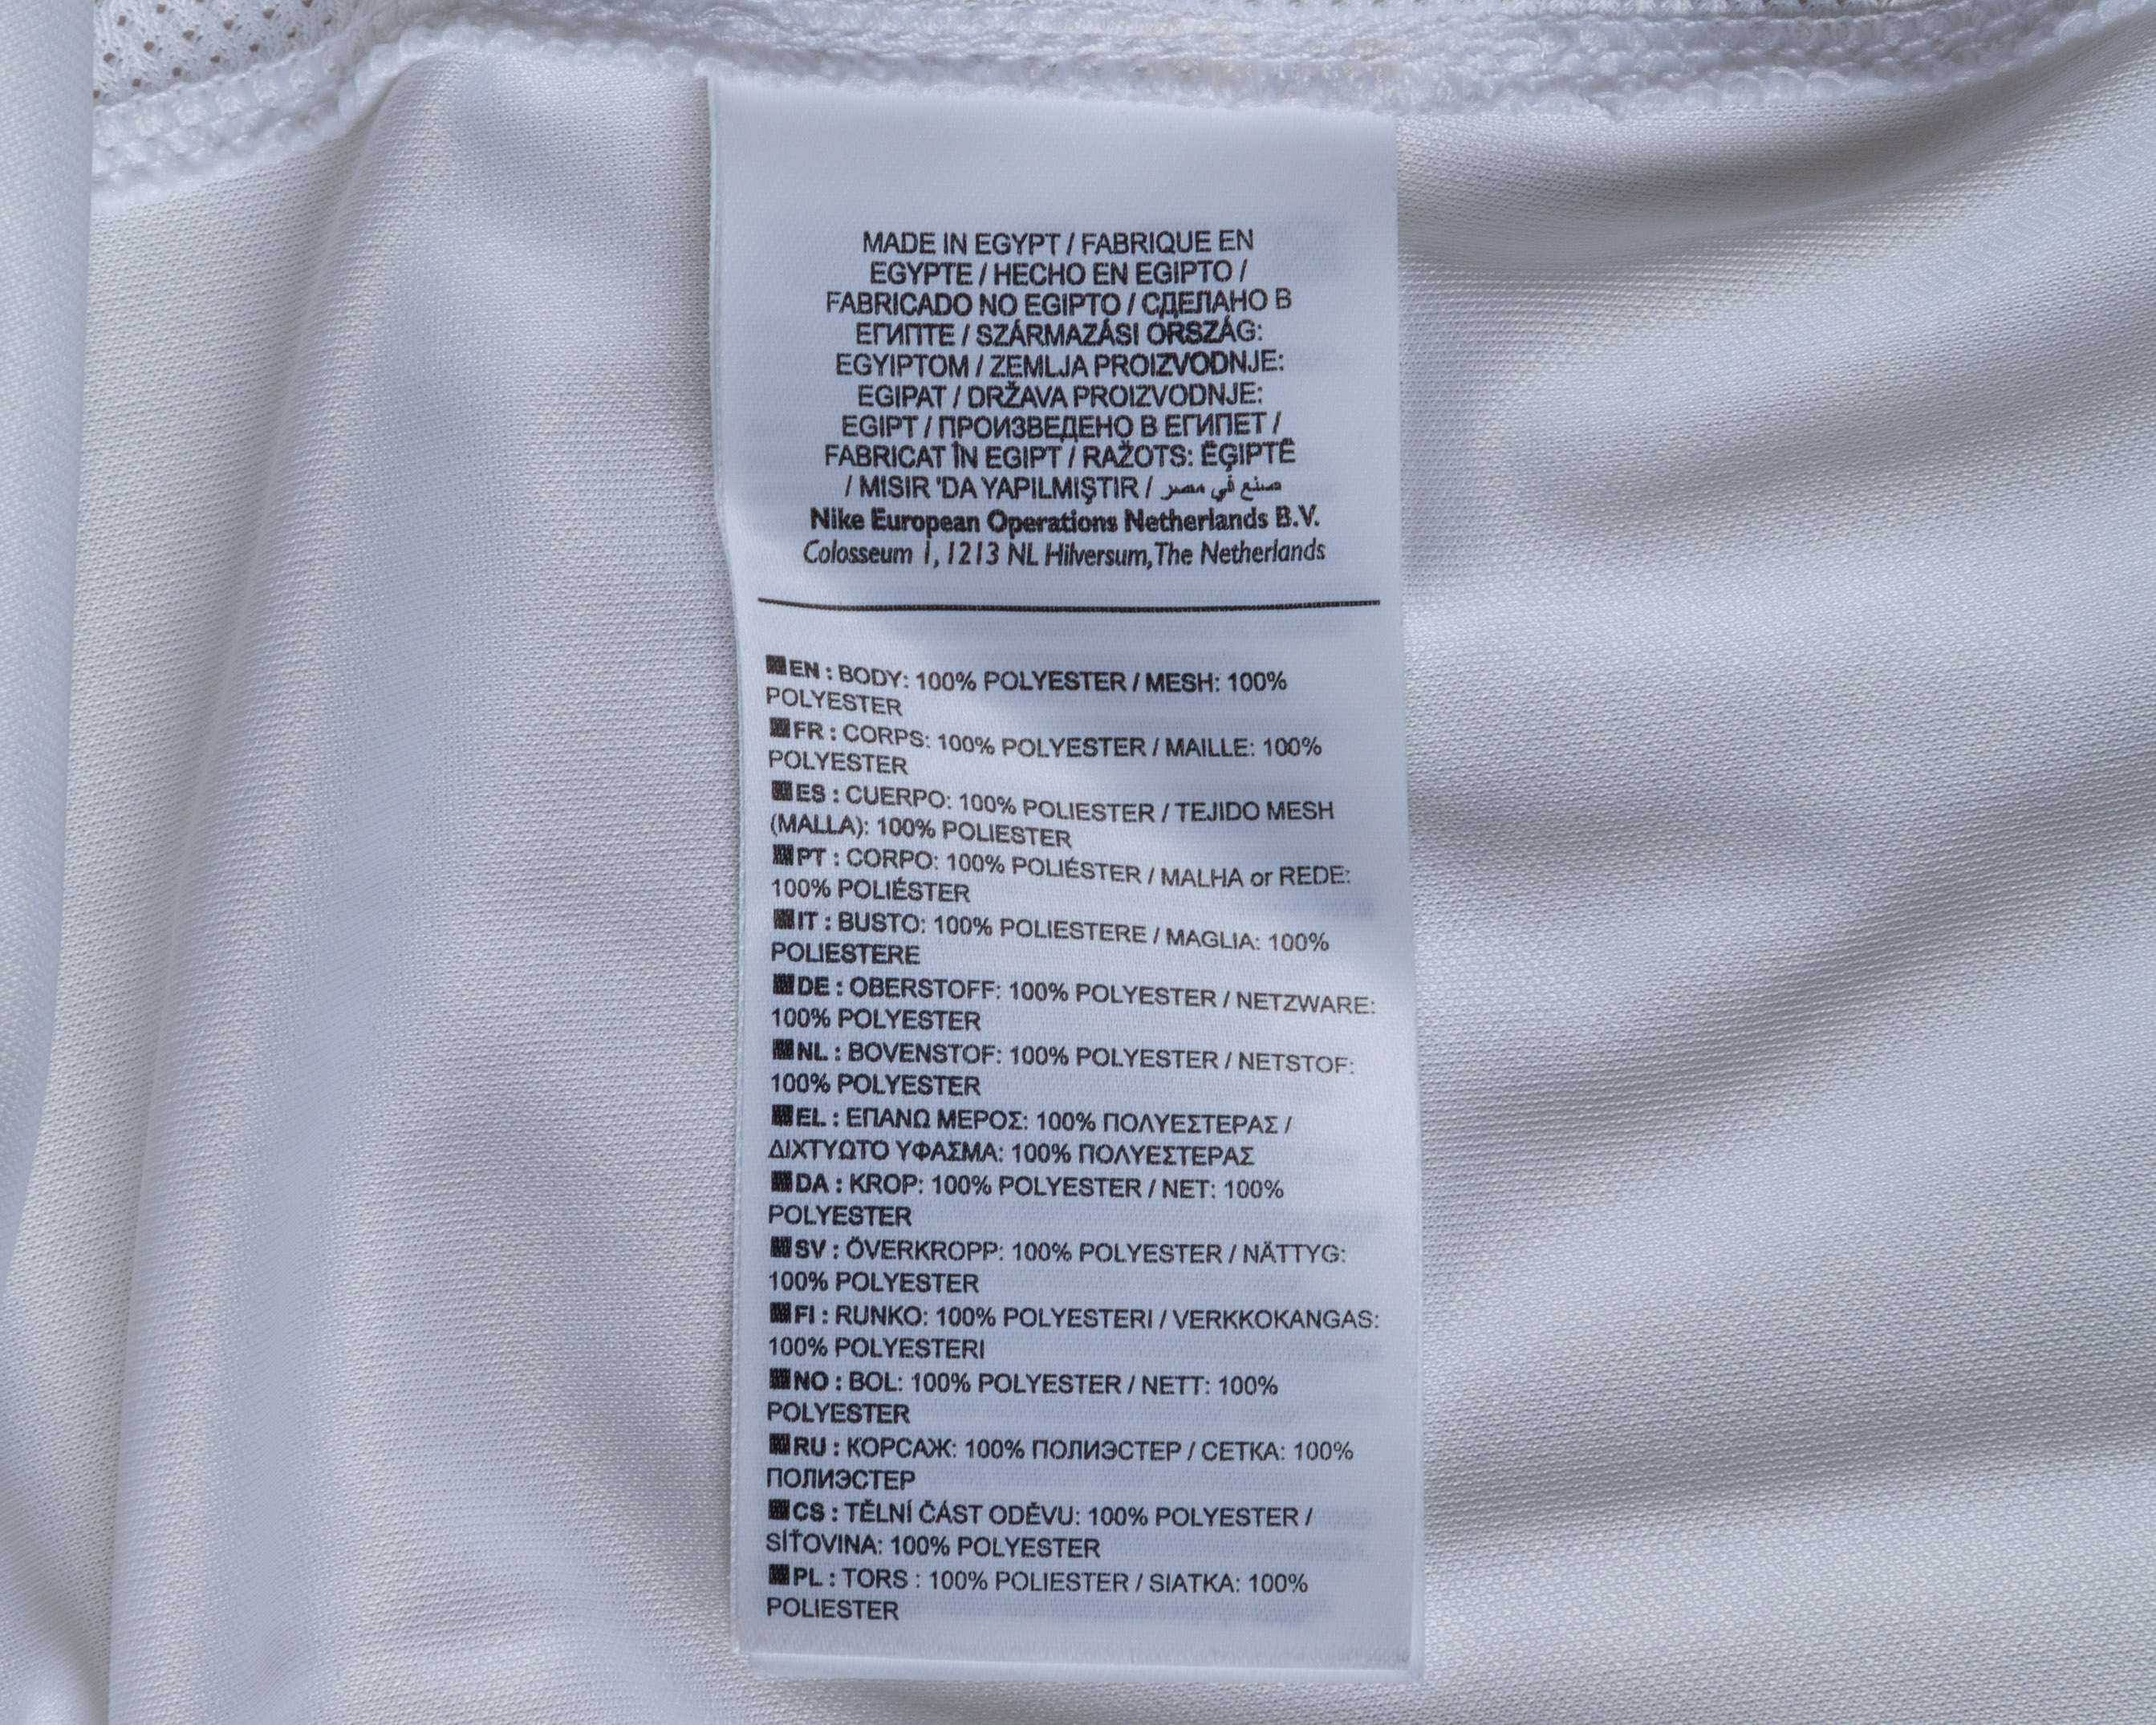 MADE IN EGYPT / FABRIQUE EN
EGYPTE / HECHO EN EGIPTO /
FABRICADO NO EGIPTO / СДЕЛАНО В
ЕГИПТЕ / SZÁRMAZÁSI ORSZÁG:
EGYIPTOM / ZEMLJA PROIZVODNJE:
EGIPAT / DRŽAVA PROIZVODNJE:
EGIPT / ПРОИЗВЕДЕНО В ЕГИПЕТ /
FABRICAT ÎN EGIPT / RAŽOTS: ĒĢIPTĒ
/ MISIR 'DA YAPILMIŞTIR / صنع في مصر
Nike European Operations Netherlands B.V.
Colosseum 1, 1213 NL Hilversum, The Netherlands
EN : BODY: 100% POLYESTER / MESH: 100%
POLYESTER
FR : CORPS: 100% POLYESTER / MAILLE: 100%
POLYESTER
ES : CUERPO: 100% POLIESTER / TEJIDO MESH
(MALLA): 100% POLIESTER
PT : CORPO: 100% POLIÉSTER / MALHA or REDE:
100% POLIÉSTER
IT : BUSTO: 100% POLIESTERE / MAGLIA: 100%
POLIESTERE
DE : OBERSTOFF: 100% POLYESTER / NETZWARE:
100% POLYESTER
NL : BOVENSTOF: 100% POLYESTER / NETSTOF:
100% POLYESTER
EL : ΕΠΑΝΩ ΜΕΡΟΣ: 100% ΠΟΛΥΕΣΤΕΡΑΣ /
ΔΙΧΤΥΩΤΟ ΥΦΑΣΜΑ: 100% ΠΟΛΥΕΣΤΕΡΑΣ
DA : KROP: 100% POLYESTER / NET: 100%
POLYESTER
SV : ÖVERKROPP: 100% POLYESTER / NÄTTYG:
100% POLYESTER
FI : RUNKO: 100% POLYESTERI / VERKKOKANGAS:
100% POLYESTERI
NO : BOL: 100% POLYESTER / NETT: 100%
POLYESTER
RU : КОРСАЖ: 100% ПОЛИЭСТЕР / СЕТКА: 100%
ПОЛИЭСТЕР
CS : TĚLNÍ ČÁST ODĚVU: 100% POLYESTER /
SÍŤOVINA: 100% POLYESTER
PL : TORS : 100% POLIESTER / SIATKA: 100%
POLIESTER